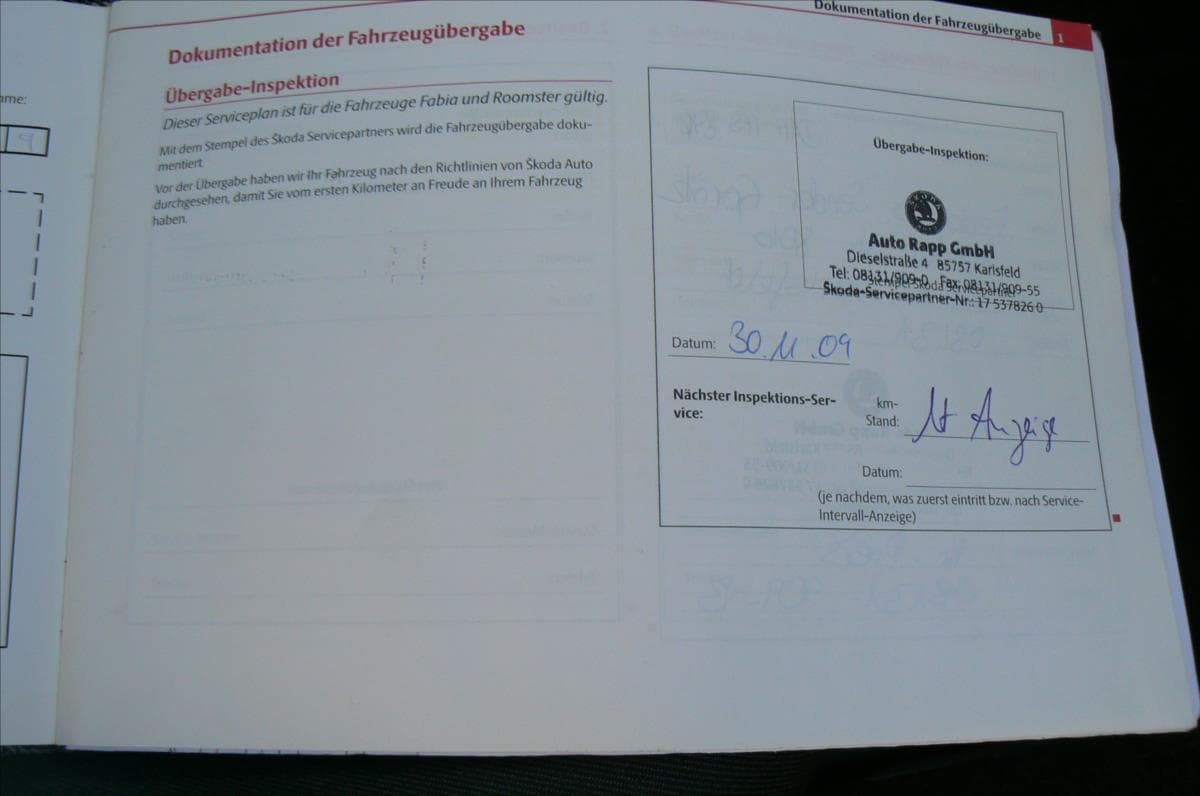 Dokumentation der Fahrzeugübergabe
1
Dokumentation der Fahrzeugübergabe
Übergabe-Inspektion
Dieser Serviceplan ist für die Fahrzeuge Fabia und Roomster gültig.
Mit dem Stempel des Škoda Servicepartners wird die Fahrzeugübergabe doku-
mentiert.
Vor der Übergabe haben wir Ihr Fahrzeug nach den Richtlinien von Škoda Auto
durchgesehen, damit Sie vom ersten Kilometer an Freude an Ihrem Fahrzeug
haben.
Übergabe-Inspektion:
Auto Rapp GmbH
Dieselstraße 4 85757 Karlsfeld
Tel: 08131/909-0 Fax: 08131/909-55
Stempel Škoda Servicepartner
Škoda-Servicepartner-Nr.: 17 537826 0
Datum: 30.11.09
Nächster Inspektions-Ser-
vice:
km-
Stand: lt Anzeige
Datum:
(je nachdem, was zuerst eintritt bzw. nach Service-
Intervall-Anzeige)